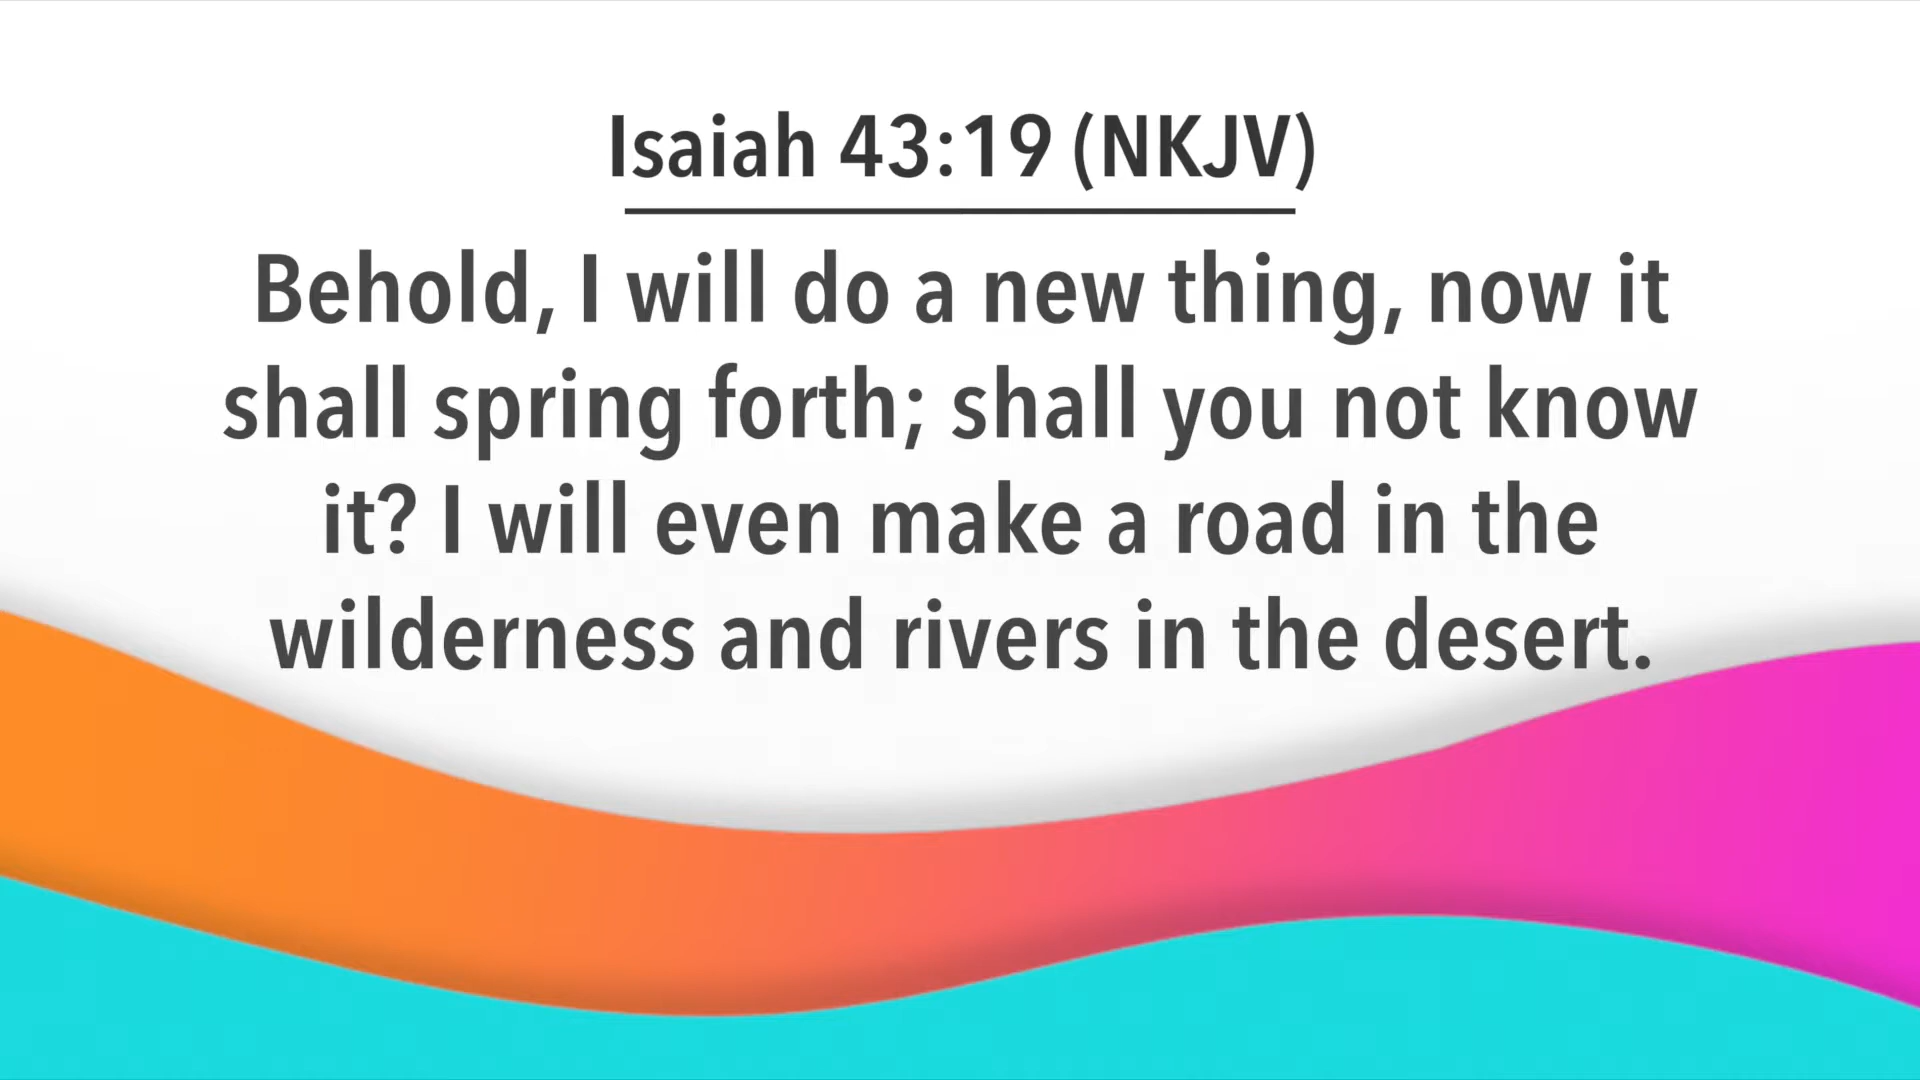 Isaiah 43:19 (NKJV)
Behold, I will do a new thing, now it
shall spring forth; shall you not know
it? I will even make a road in the
wilderness and rivers in the desert.